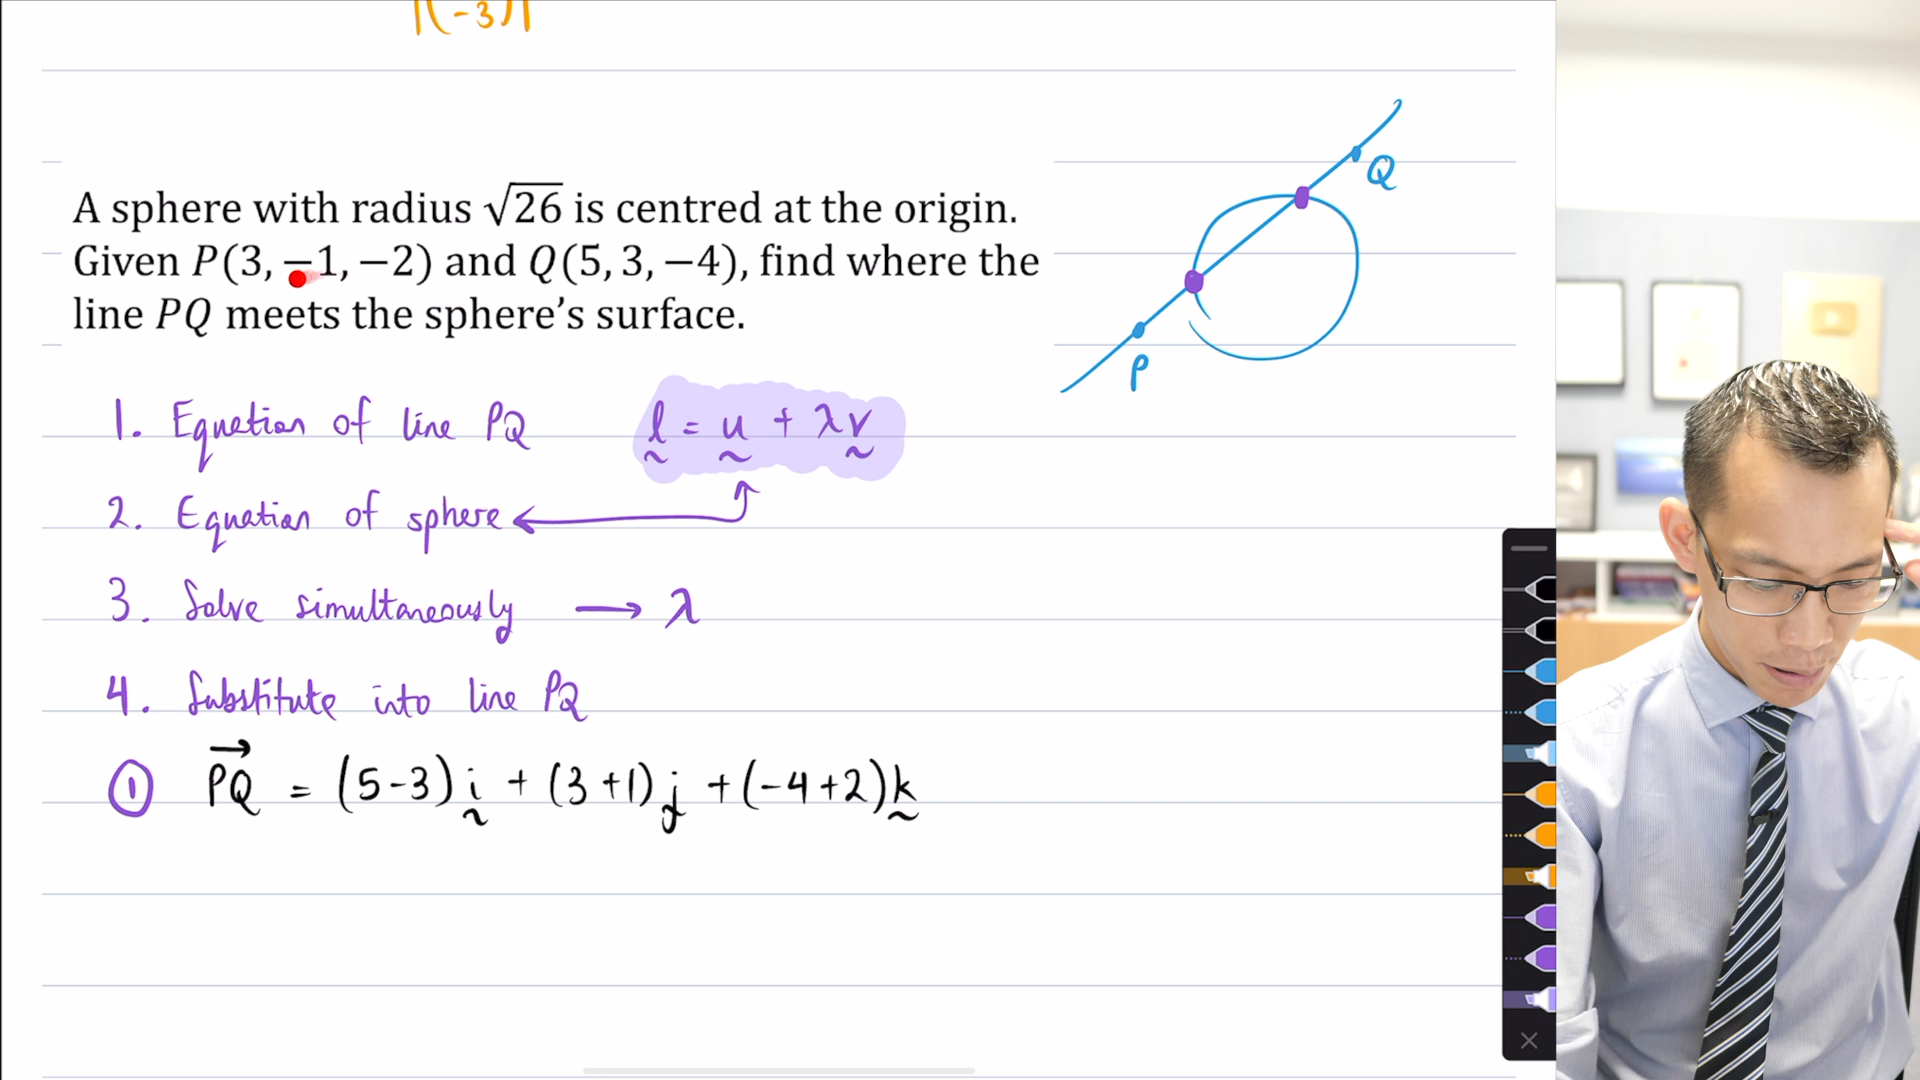 |(-3)|
A sphere with radius √26 is centred at the origin.
Given P(3, −1, −2) and Q(5, 3, −4), find where the
line PQ meets the sphere’s surface.
Q
P
1. Equation of line PQ l = u + λv
2. Equation of sphere
3. Solve simultaneously → λ
4. Substitute into line PQ
① PQ = (5-3)i + (3+1)j + (-4+2)k